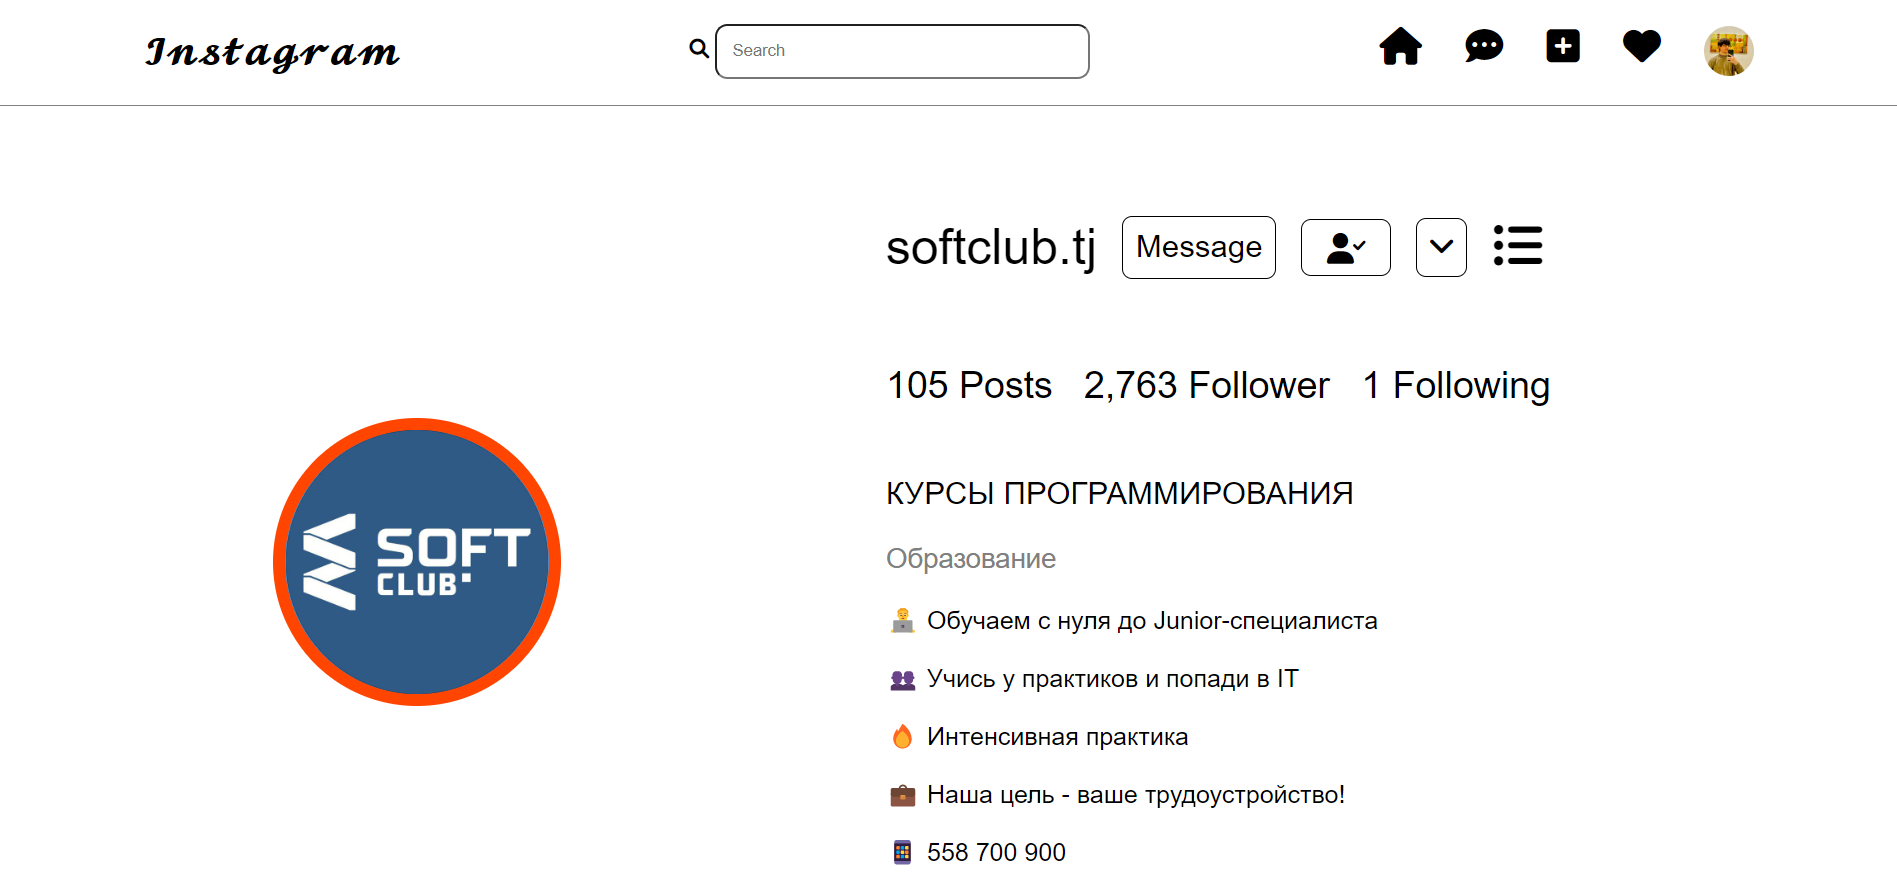 Instagram
Search
softclub.tj Message
105 Posts 2,763 Follower 1 Following
SOFT
CLUB
КУРСЫ ПРОГРАММИРОВАНИЯ
Образование
Обучаем с нуля до Junior-специалиста
Учись у практиков и попади в IT
Интенсивная практика
Наша цель - ваше трудоустройство!
558 700 900